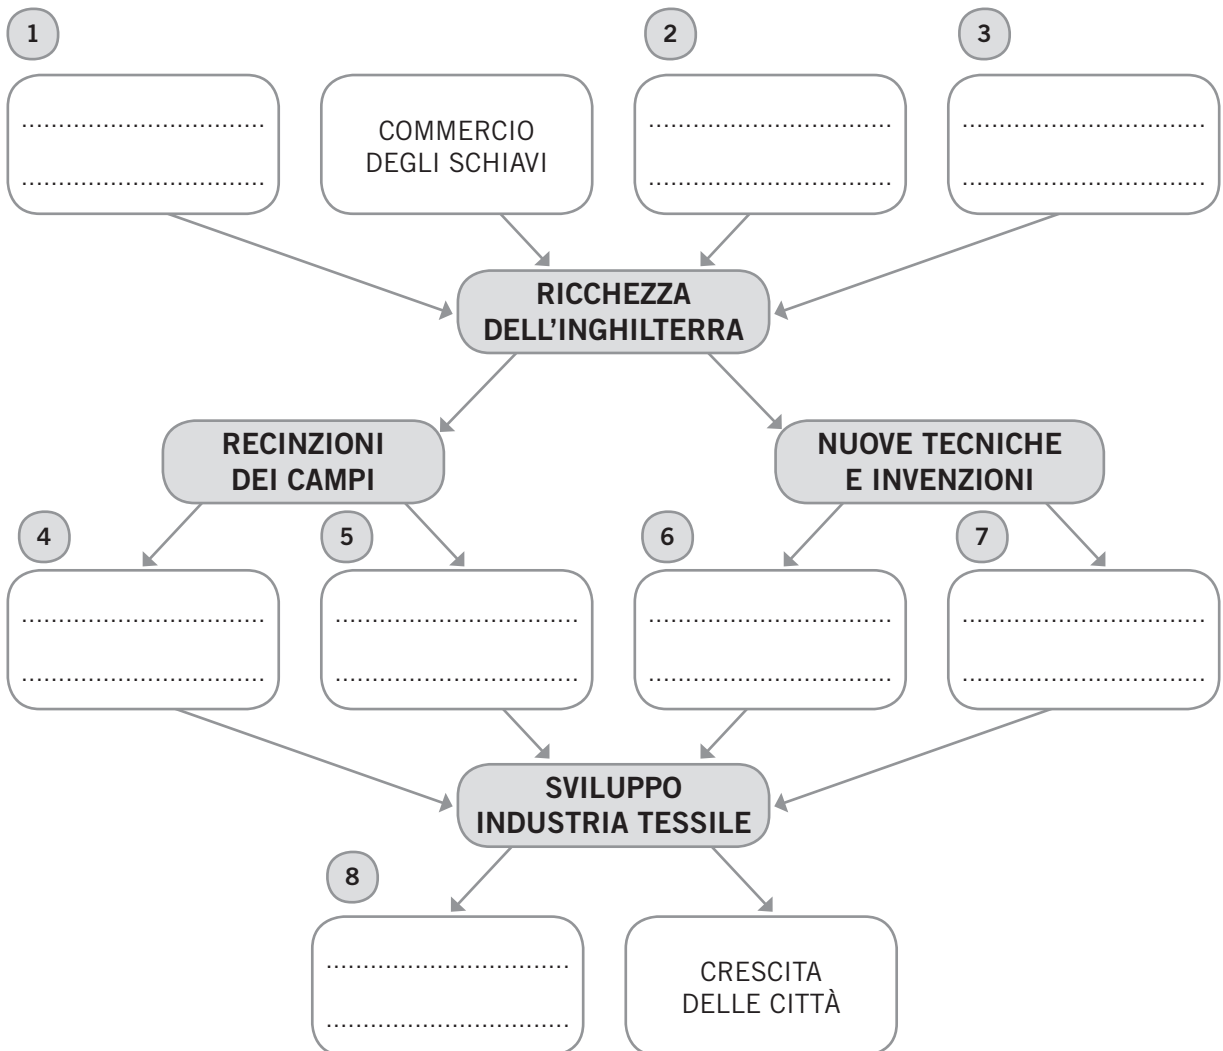 1
2
3
COMMERCIO
DEGLI SCHIAVI
RICCHEZZA
DELL'INGHILTERRA
RECINZIONI
DEI CAMPI
NUOVE TECNICHE
E INVENZIONI
4
5
6
7
SVILUPPO
INDUSTRIA TESSILE
8
CRESCITA
DELLE CITTÀ